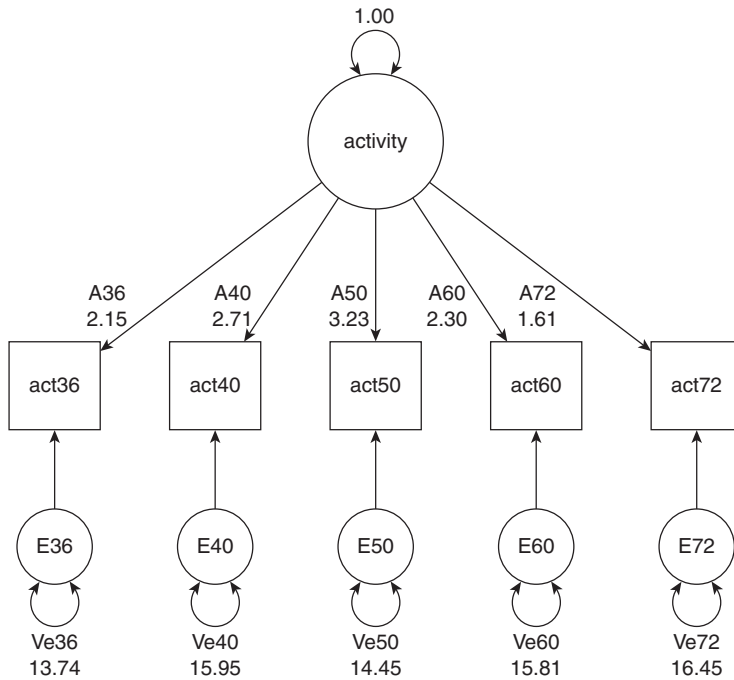 1.00
activity
A36 A40 A50 A60 A72
2.15 2.71 3.23 2.30 1.61
act36 act40 act50 act60 act72
E36 E40 E50 E60 E72
Ve36 Ve40 Ve50 Ve60 Ve72
13.74 15.95 14.45 15.81 16.45